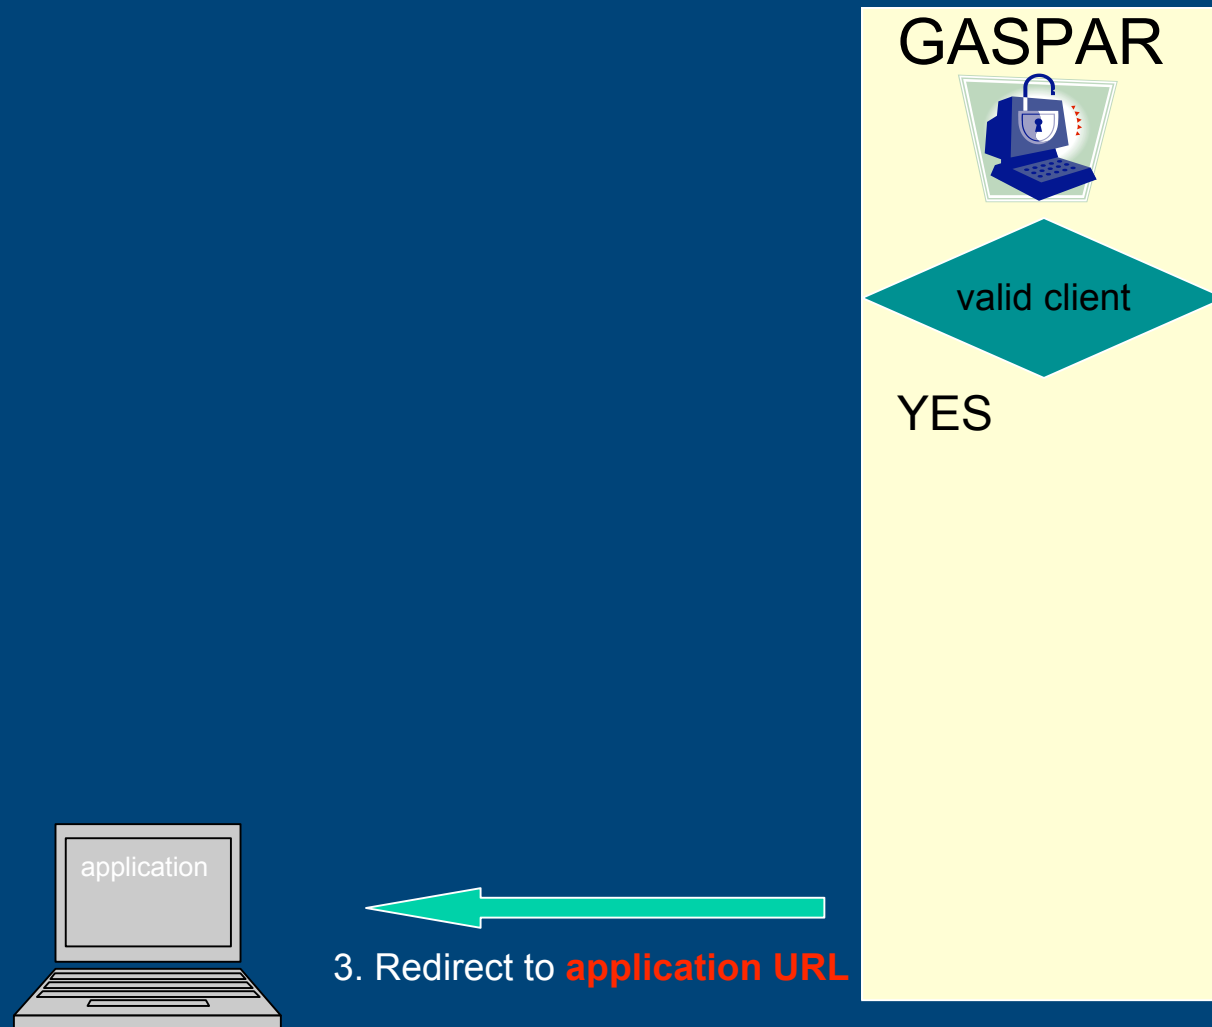 GASPAR
valid client
YES
application
3. Redirect to application URL